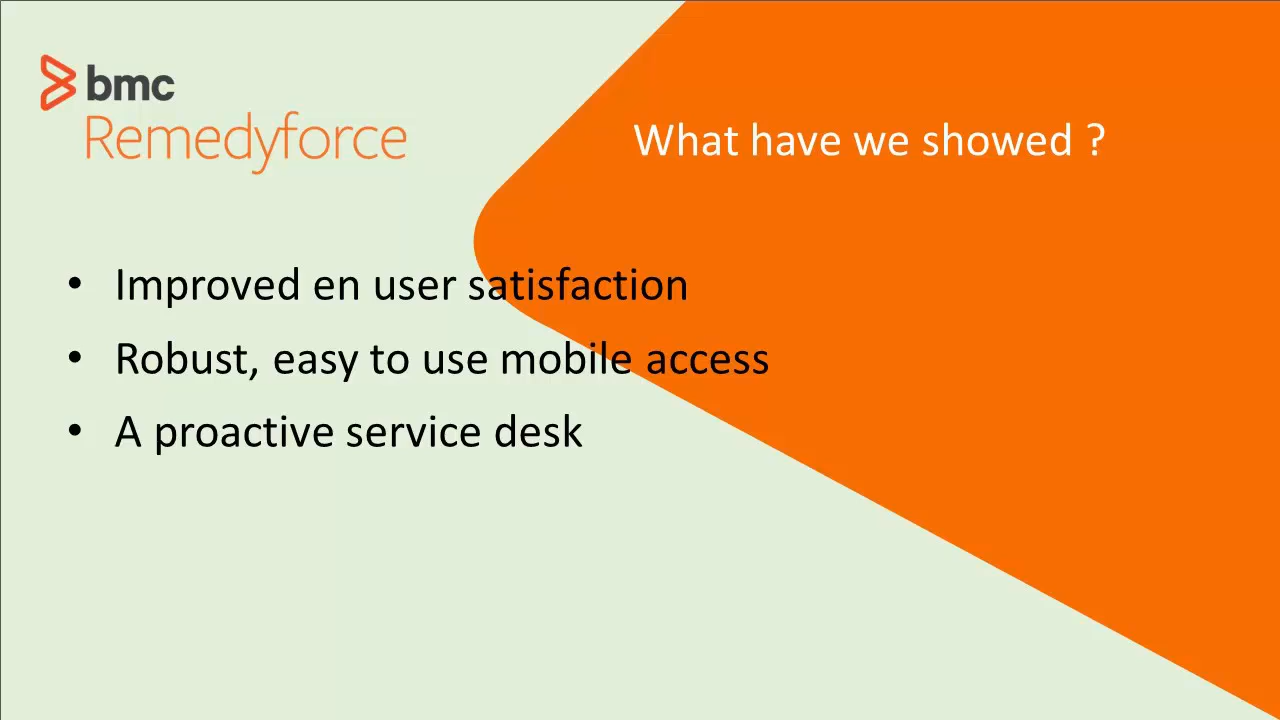 bmc
Remedyforce
What have we showed ?
• Improved en user satisfaction
• Robust, easy to use mobile access
• A proactive service desk